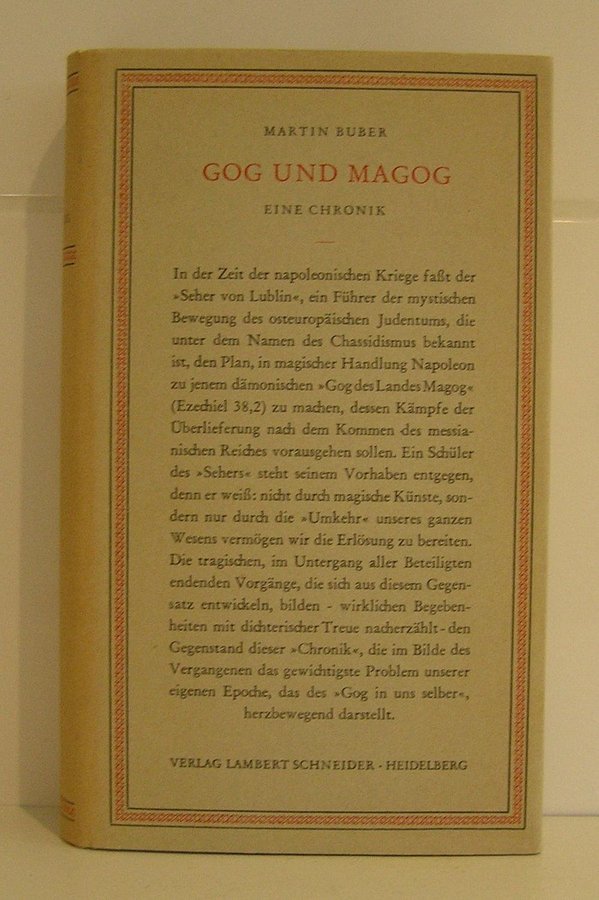 MARTIN BUBER
GOG UND MAGOG
EINE CHRONIK
In der Zeit der napoleonischen Kriege faßt der
»Seher von Lublin«, ein Führer der mystischen
Bewegung des osteuropäischen Judentums, die
unter dem Namen des Chassidismus bekannt
ist, den Plan, in magischer Handlung Napoleon
zu jenem dämonischen »Gog des Landes Magog«
(Ezechiel 38,2) zu machen, dessen Kämpfe der
Überlieferung nach dem Kommen des messia-
nischen Reiches vorausgehen sollen. Ein Schüler
des »Sehers« steht seinem Vorhaben entgegen,
denn er weiß: nicht durch magische Künste, son-
dern nur durch die »Umkehr« unseres ganzen
Wesens vermögen wir die Erlösung zu bereiten.
Die tragischen, im Untergang aller Beteiligten
endenden Vorgänge, die sich aus diesem Gegen-
satz entwickeln, bilden - wirklichen Begeben-
heiten mit dichterischer Treue nacherzählt - den
Gegenstand dieser »Chronik«, die im Bilde des
Vergangenen das gewichtigste Problem unserer
eigenen Epoche, das des »Gog in uns selber«,
herzbewegend darstellt.
VERLAG LAMBERT SCHNEIDER · HEIDELBERG